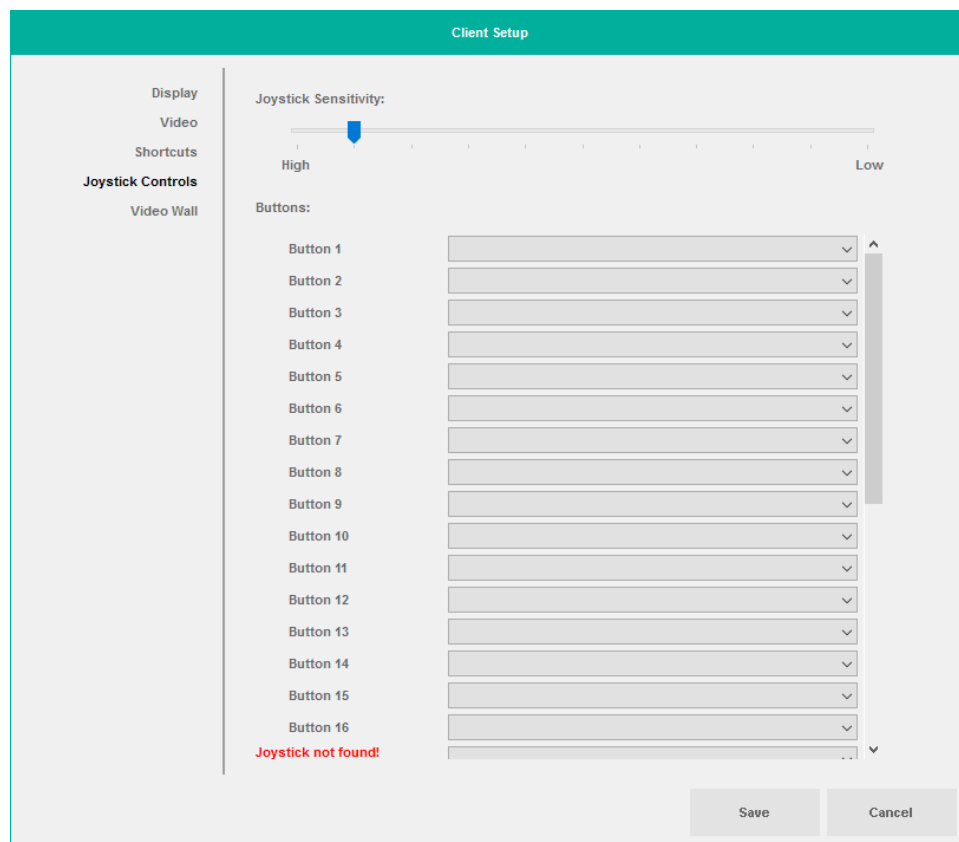 Client Setup
Display
Video
Shortcuts
Joystick Controls
Video Wall
Joystick Sensitivity:
High Low
Buttons:
Button 1
Button 2
Button 3
Button 4
Button 5
Button 6
Button 7
Button 8
Button 9
Button 10
Button 11
Button 12
Button 13
Button 14
Button 15
Button 16
Joystick not found!
Save Cancel